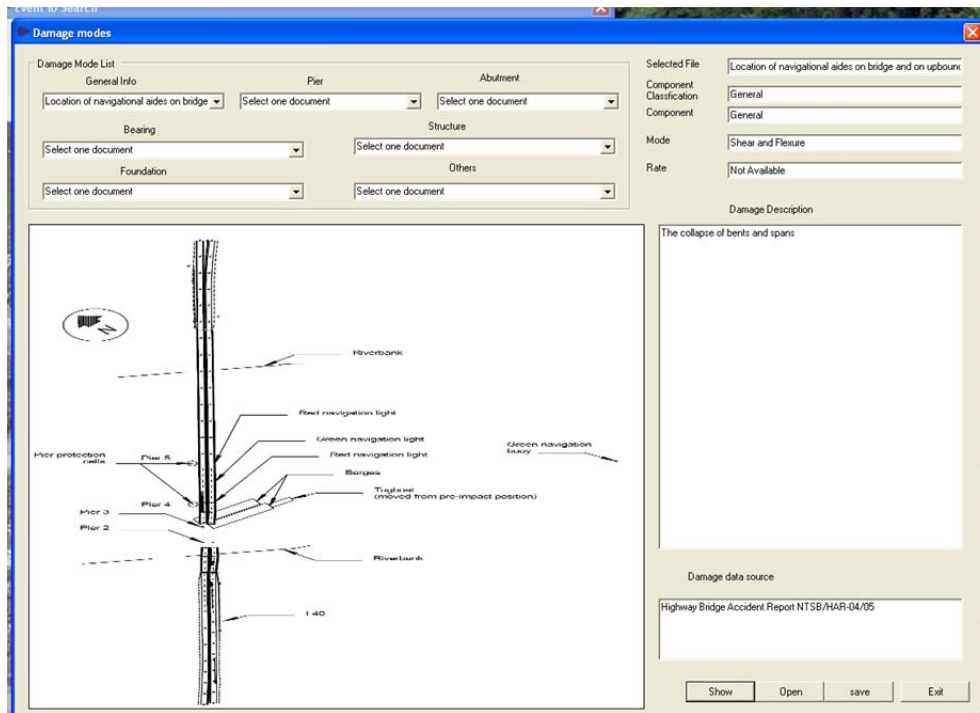 Event ID Search
Damage modes
Damage Mode List
General Info
Pier
Abutment
Location of navigational aides on bridge
Select one document
Select one document
Bearing
Structure
Select one document
Select one document
Foundation
Others
Select one document
Select one document
Selected File
Location of navigational aides on bridge and on upbound
Component
Classfication
General
Component
General
Mode
Shear and Flexure
Rate
Not Available
Damage Description
The collapse of bents and spans
N
Riverbank
Red navigation light
Green navigation light
Red navigation light
Green navigation
buoy
Pier protection
cells
Pier 5
Barges
Tugboat
(moved from pre-impact position)
Pier 4
Pier 3
Pier 2
Riverbank
I-40
Damage data source
Highway Bridge Accident Report NTSB/HAR-04/05
Show
Open
save
Exit